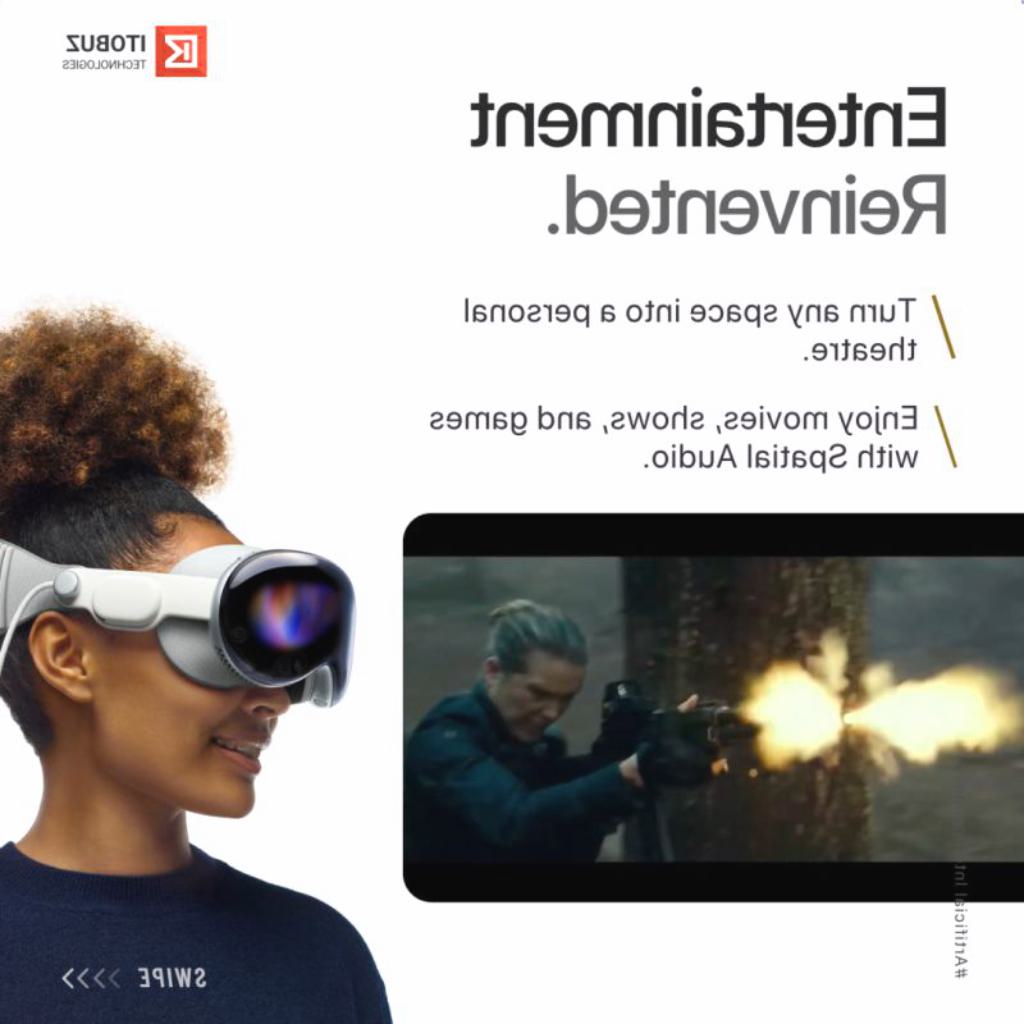 ITOBUZ
TECHNOLOGIES
Entertainment
Reinvented.
Turn any space into a personal
theatre.
Enjoy movies, shows, and games
with Spatial Audio.
#Artificial Int
SWIPE